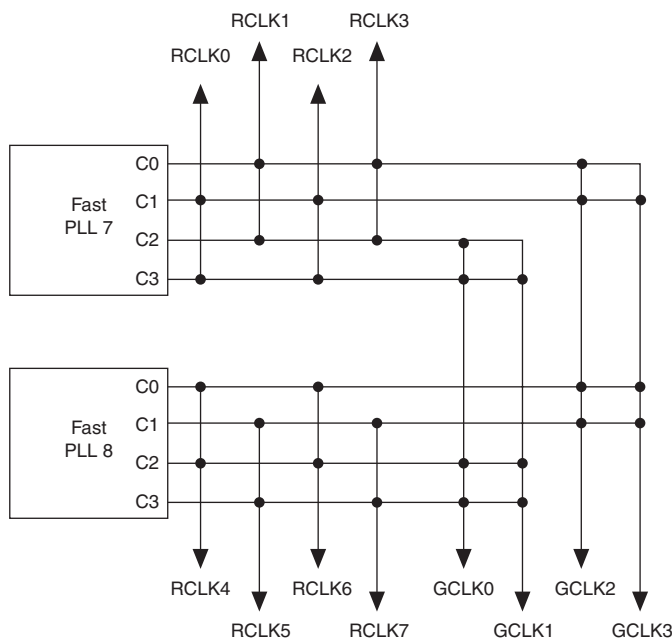 RCLK1
RCLK3
RCLK0
RCLK2
C0
Fast
PLL 7
C1
C2
C3
C0
Fast
PLL 8
C1
C2
C3
RCLK4
RCLK6
GCLK0
GCLK2
RCLK5
RCLK7
GCLK1
GCLK3